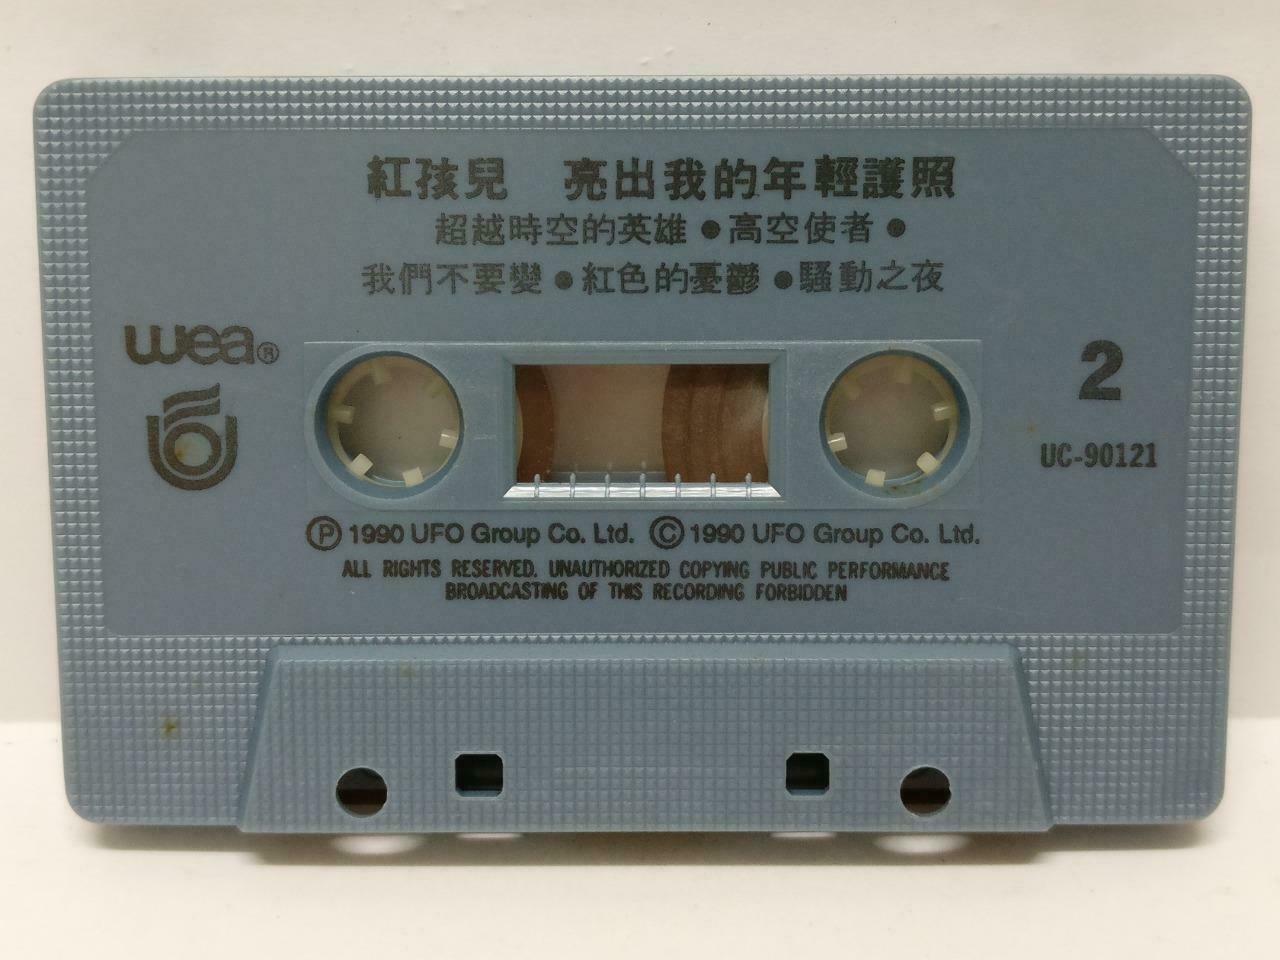 紅孩兒　亮出我的年輕護照
超越時空的英雄•高空使者•
我們不要變•紅色的憂鬱•騷動之夜
wea®
2
UC-90121
Ⓟ 1990 UFO Group Co. Ltd. © 1990 UFO Group Co. Ltd.
ALL RIGHTS RESERVED. UNAUTHORIZED COPYING PUBLIC PERFORMANCE
BROADCASTING OF THIS RECORDING FORBIDDEN